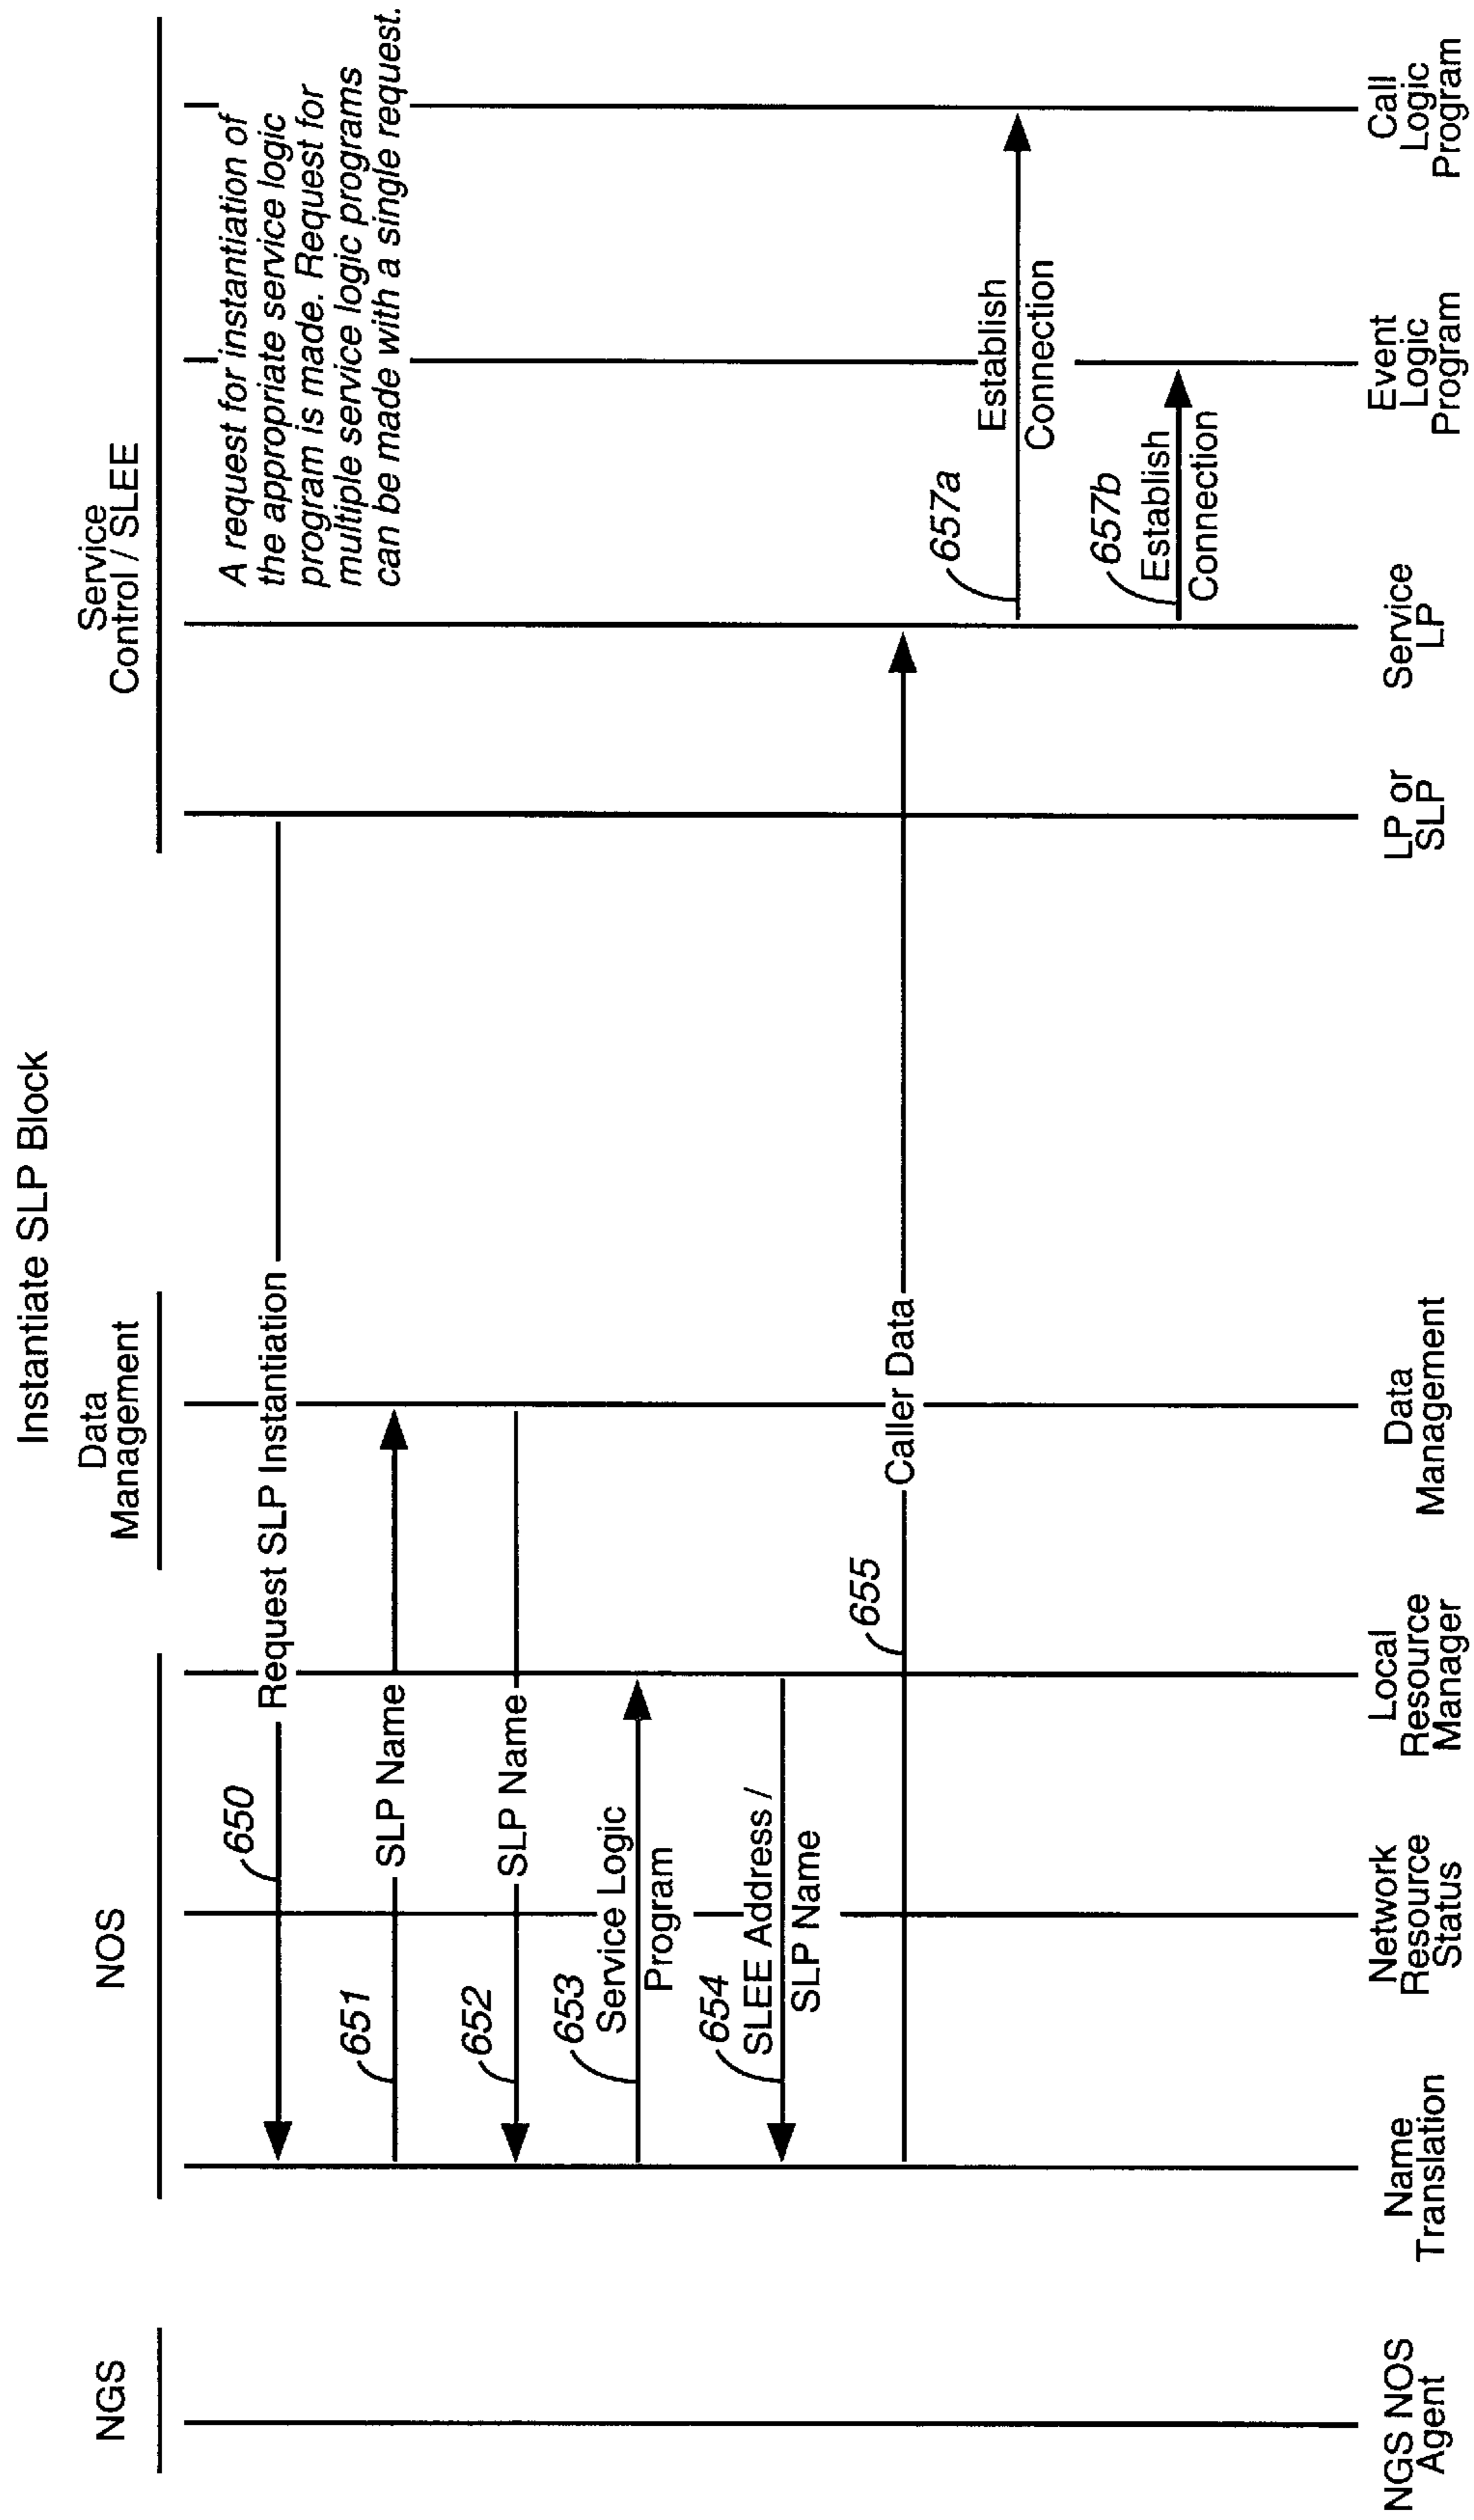 Instantiate SLP Block
NGS
NOS
Data
Management
Service
Control / SLEE
A request for instantiation of
the appropriate service logic
program is made. Request for
multiple service logic programs
can be made with a single request.
650
Request SLP Instantiation
651
SLP Name
652
SLP Name
653
Service Logic
Program
654
SLEE Address /
SLP Name
655
Caller Data
657a
Establish
Connection
657b
Establish
Connection
NGS NOS
Agent
Name
Translation
Network
Resource
Status
Local
Resource
Manager
Data
Management
LP or
SLP
Service
LP
Event
Logic
Program
Call
Logic
Program